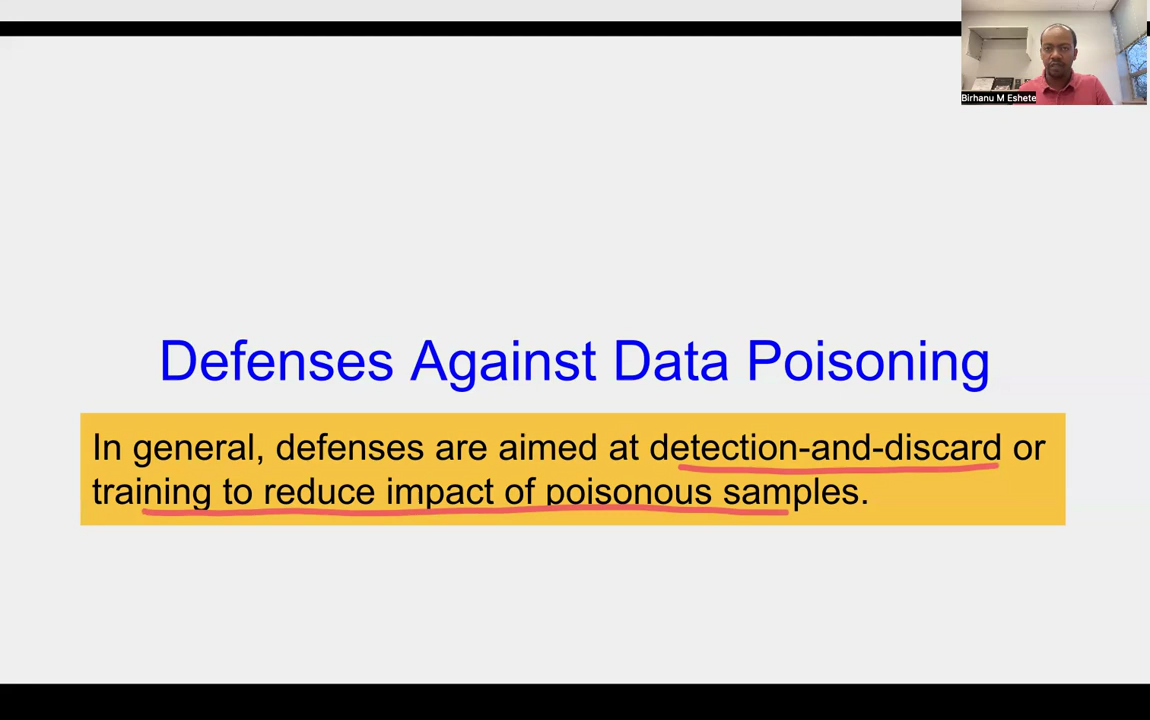 Birhanu M Eshete
Defenses Against Data Poisoning
In general, defenses are aimed at detection-and-discard or
training to reduce impact of poisonous samples.